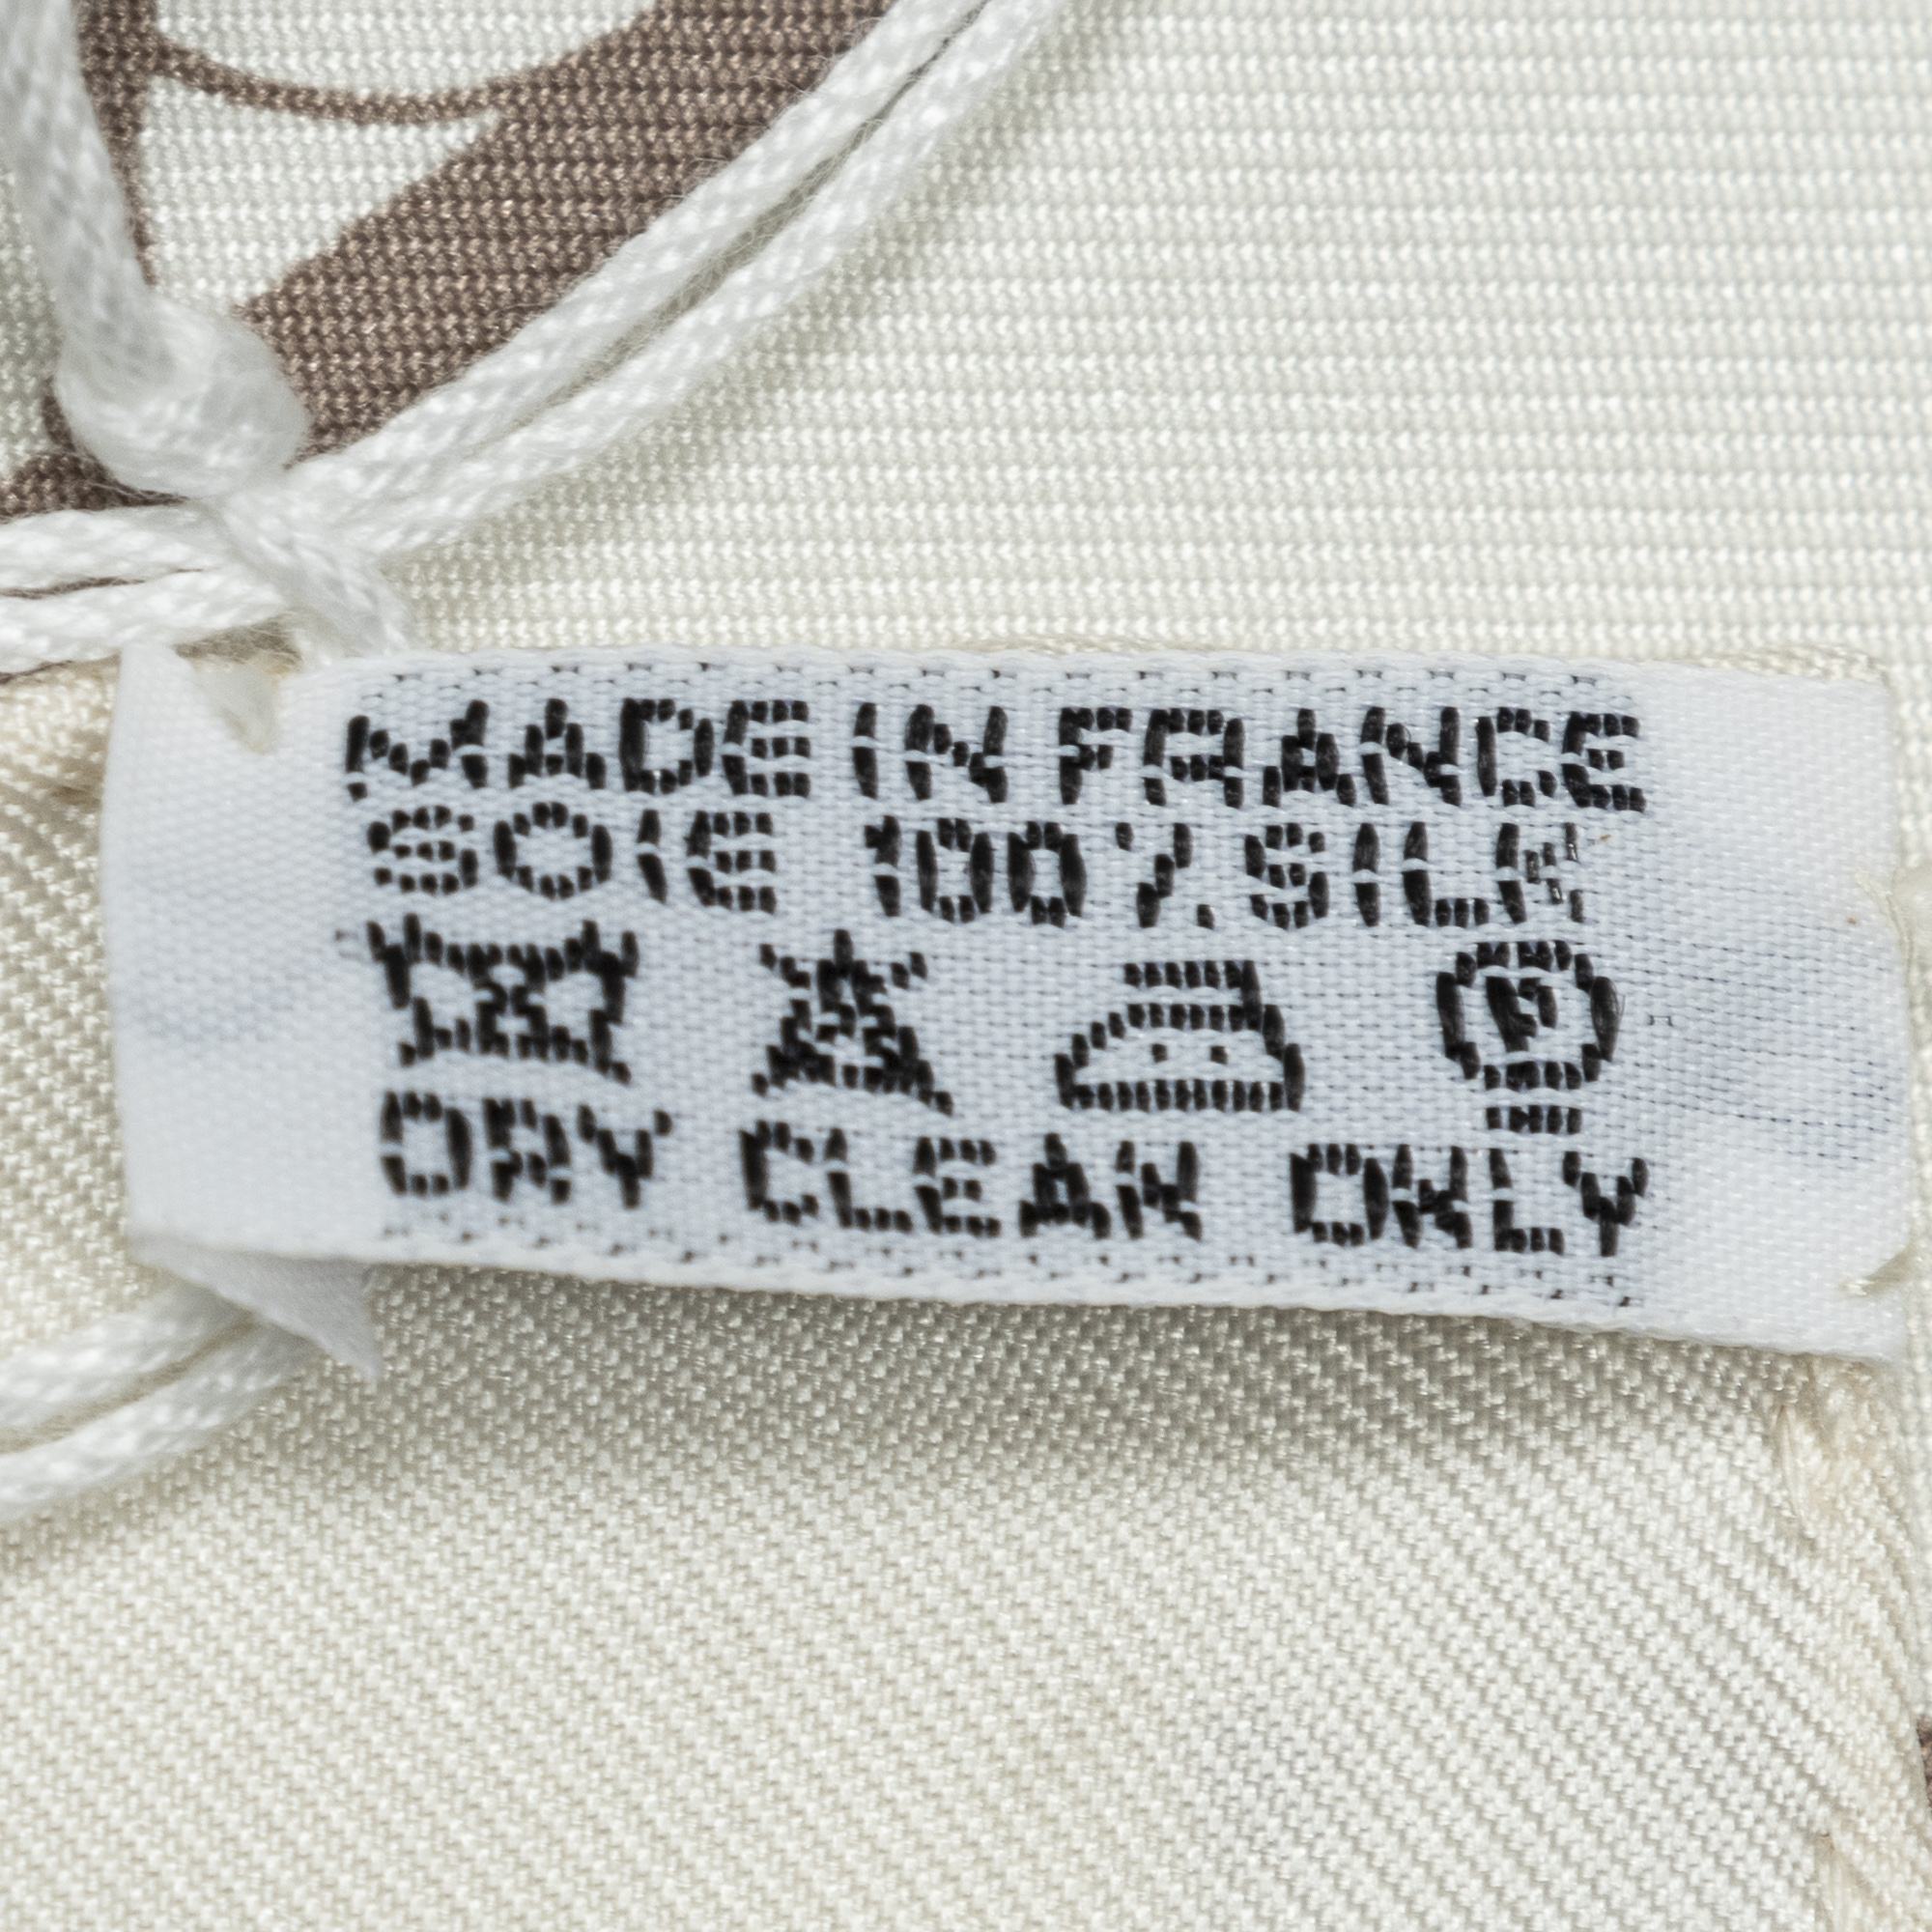 MADE IN FRANCE
SOIE 100% SILK
P
DRY CLEAN ONLY